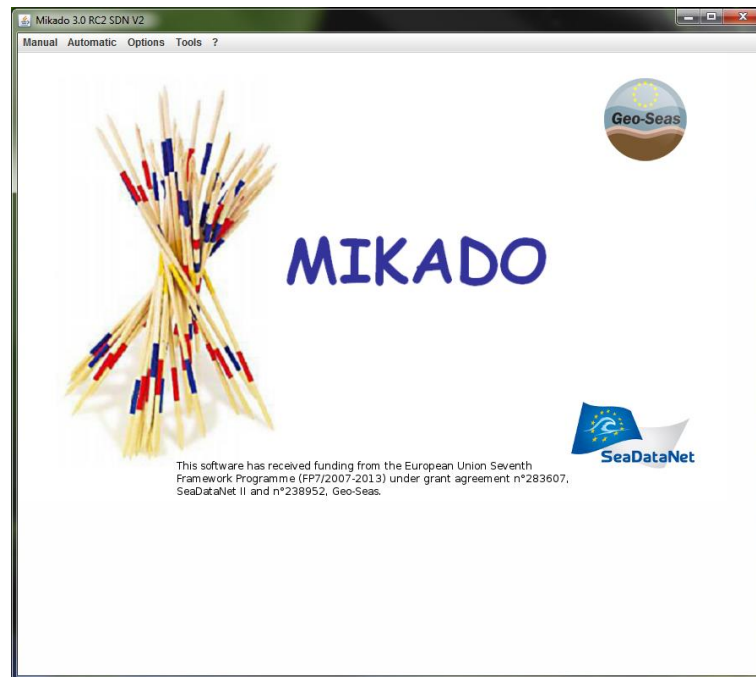 Mikado 3.0 RC2 SDN V2
Manual Automatic Options Tools ?
Geo-Seas
MIKADO
SeaDataNet
This software has received funding from the European Union Seventh
Framework Programme (FP7/2007-2013) under grant agreement n°283607,
SeaDataNet II and n°238952, Geo-Seas.